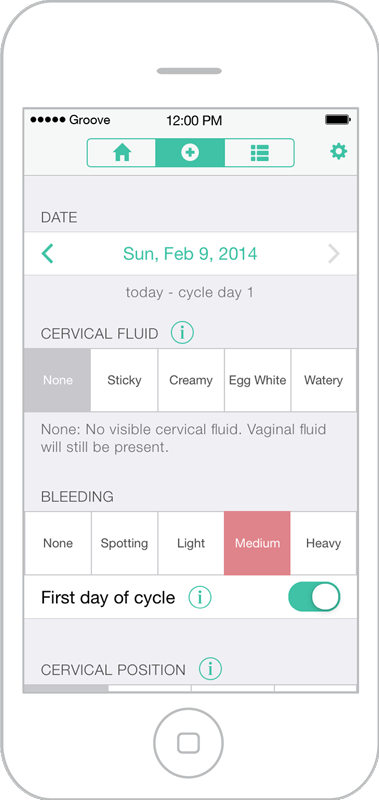 Groove 12:00 PM
DATE
Sun, Feb 9, 2014
today - cycle day 1
CERVICAL FLUID i
None Sticky Creamy Egg White Watery
None: No visible cervical fluid. Vaginal fluid
will still be present.
BLEEDING
None Spotting Light Medium Heavy
First day of cycle i
CERVICAL POSITION i